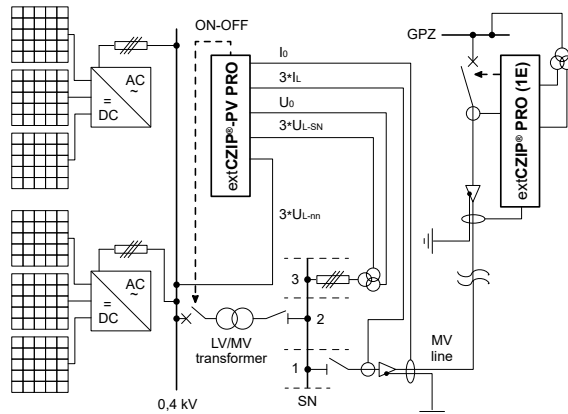 ON-OFF
GPZ
AC
~
=
DC
extCZIP®-PV PRO
I0
3*IL
U0
3*UL-SN
3*UL-nn
extCZIP® PRO (1E)
AC
~
=
DC
3
2
1
LV/MV
transformer
MV
line
0,4 kV
SN